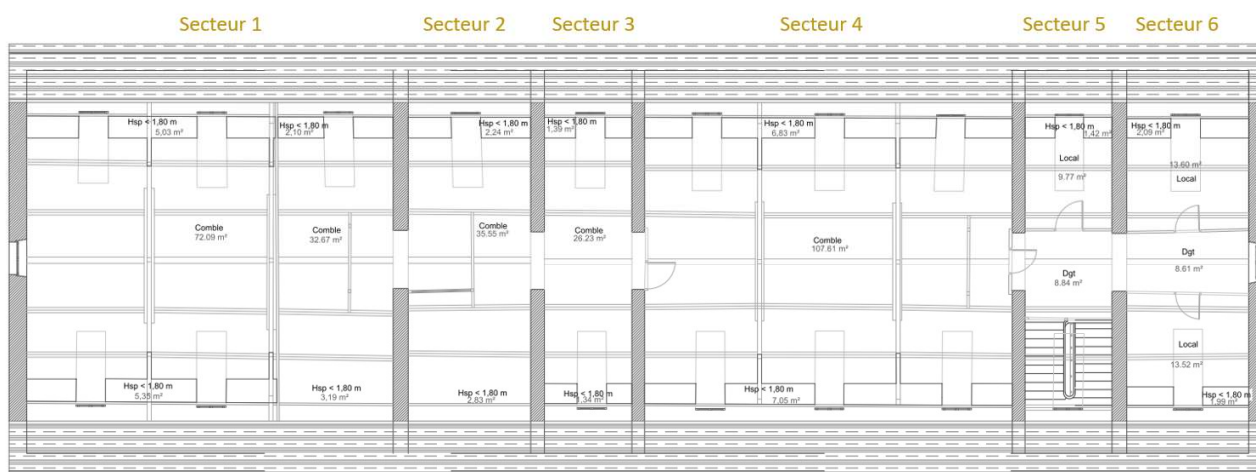 Secteur 1
Secteur 2
Secteur 3
Secteur 4
Secteur 5
Secteur 6
Hsp < 1,80 m
5,03 m²
Hsp < 1,80 m
2,10 m²
Hsp < 1,80 m
2,24 m²
Hsp < 1,80 m
1,39 m²
Hsp < 1,80 m
6,83 m²
Hsp < 1,80 m
1,42 m²
Hsp < 1,80 m
2,09 m²
Local
9.77 m²
13.60 m²
Local
Comble
72.09 m²
Comble
32.67 m²
Comble
35.55 m²
Comble
26.23 m²
Comble
107.61 m²
Dgt
8.84 m²
Dgt
8.61 m²
Local
13.52 m²
Hsp < 1,80 m
5,35 m²
Hsp < 1,80 m
3,19 m²
Hsp < 1,80 m
2,83 m²
Hsp < 1,80 m
1,34 m²
Hsp < 1,80 m
7,05 m²
Hsp < 1,80 m
1,99 m²